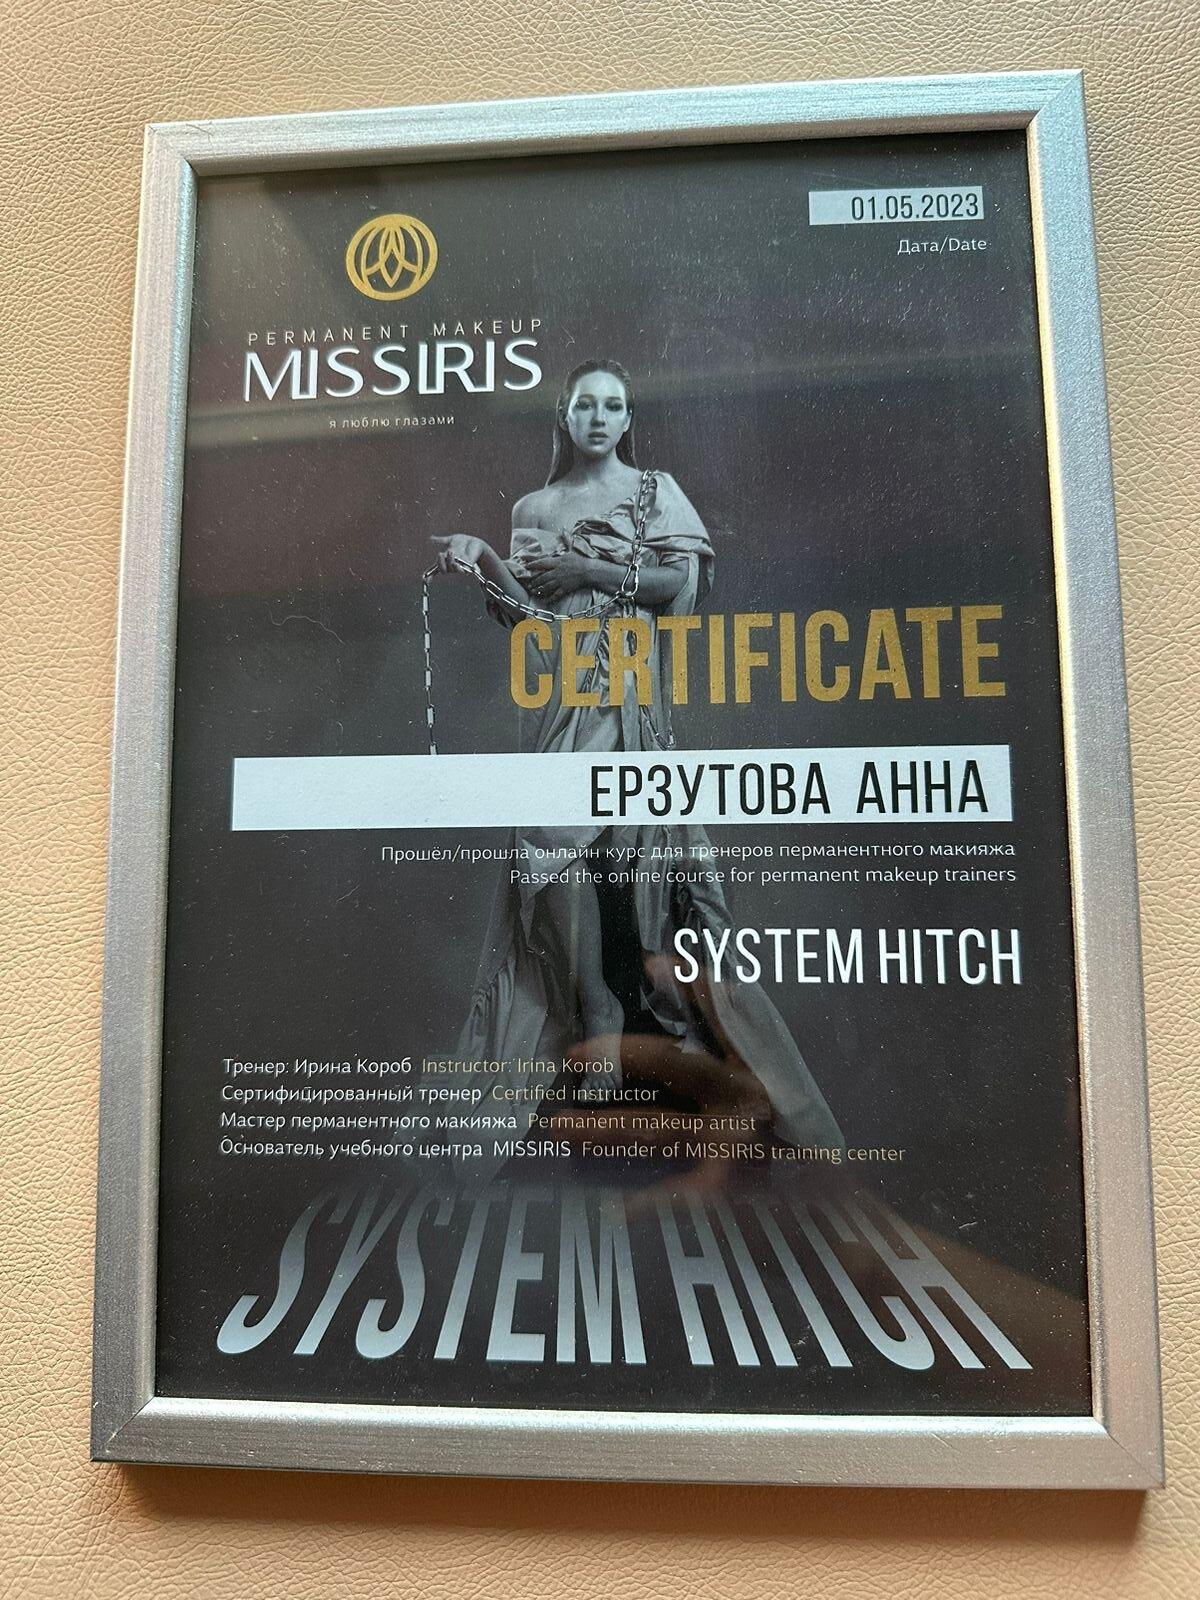 01.05.2023
Дата/Date
PERMANENT MAKEUP
MISSIRIS
я люблю глазами
CERTIFICATE
ЕРЗУТОВА АННА
Прошёл/прошла онлайн курс для тренеров перманентного макияжа
Passed the online course for permanent makeup trainers
SYSTEM HITCH
Тренер: Ирина Короб Instructor: Irina Korob
Сертифицированный тренер Certified instructor
Мастер перманентного макияжа Permanent makeup artist
Основатель учебного центра MISSIRIS Founder of MISSIRIS training center
SYSTEM HITCH